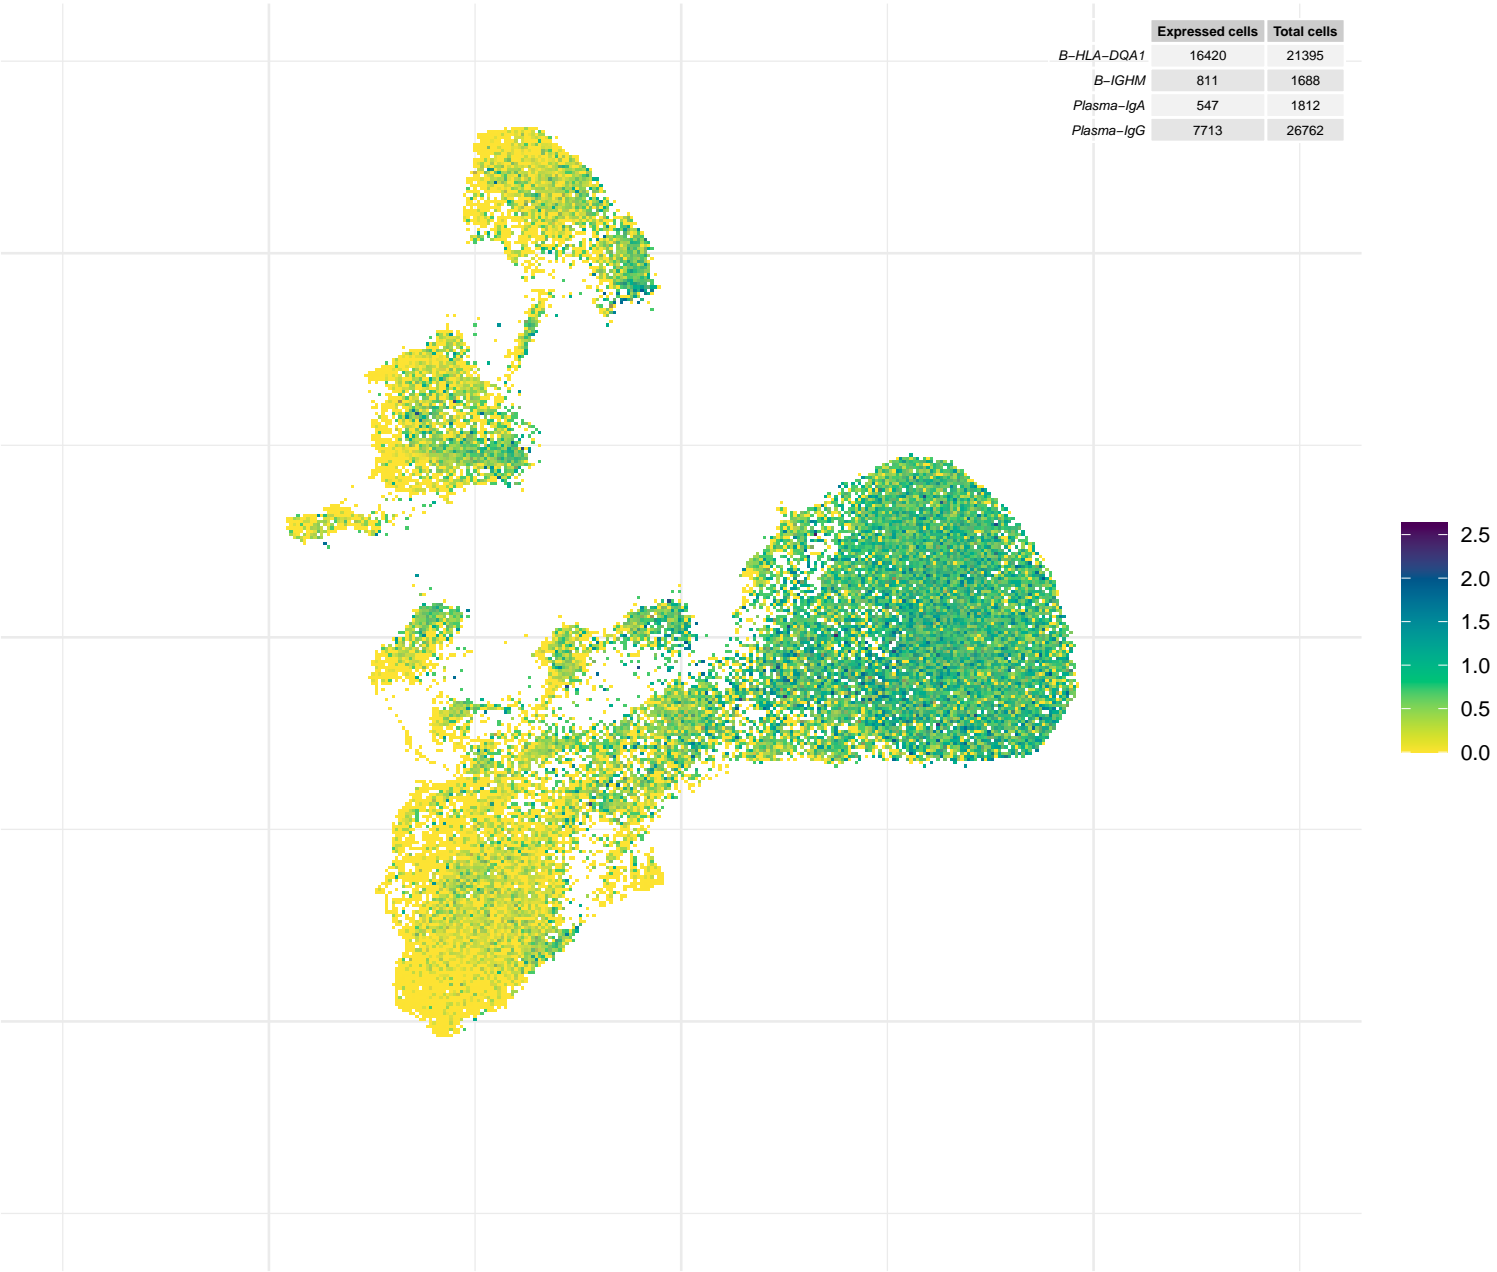 Expressed cells Total cells
B−HLA−DQA1 16420 21395
B−IGHM 811 1688
Plasma−IgA 547 1812
Plasma−IgG 7713 26762
2.5
2.0
1.5
1.0
0.5
0.0